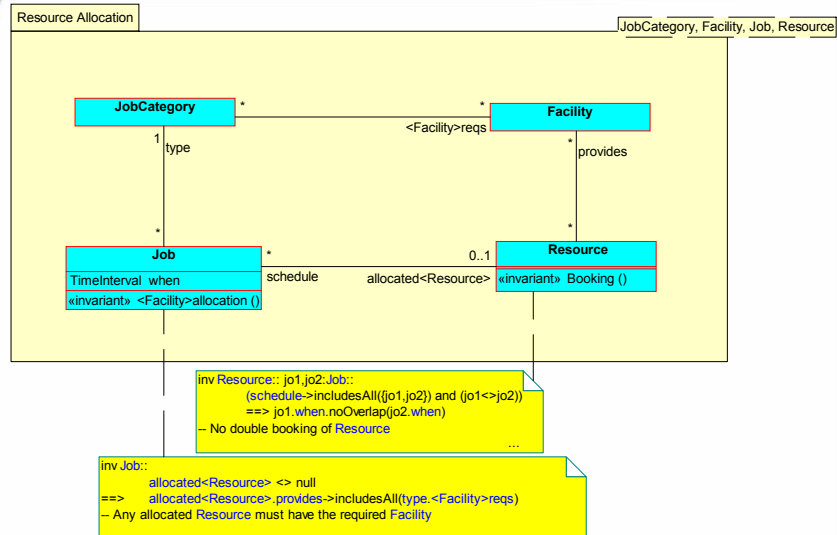 Resource Allocation
JobCategory, Facility, Job, Resource
JobCategory
*
*
<Facility>reqs
Facility
1
type
*
provides
*
*
Job
TimeInterval when
«invariant» <Facility>allocation ()
*
schedule
0..1
allocated<Resource>
Resource
«invariant» Booking ()
inv Resource:: jo1,jo2:Job::
(schedule->includesAll({jo1,jo2}) and (jo1<>jo2))
==> jo1.when.noOverlap(jo2.when)
-- No double booking of Resource
...
inv Job::
allocated<Resource> <> null
==> allocated<Resource>.provides->includesAll(type.<Facility>reqs)
-- Any allocated Resource must have the required Facility